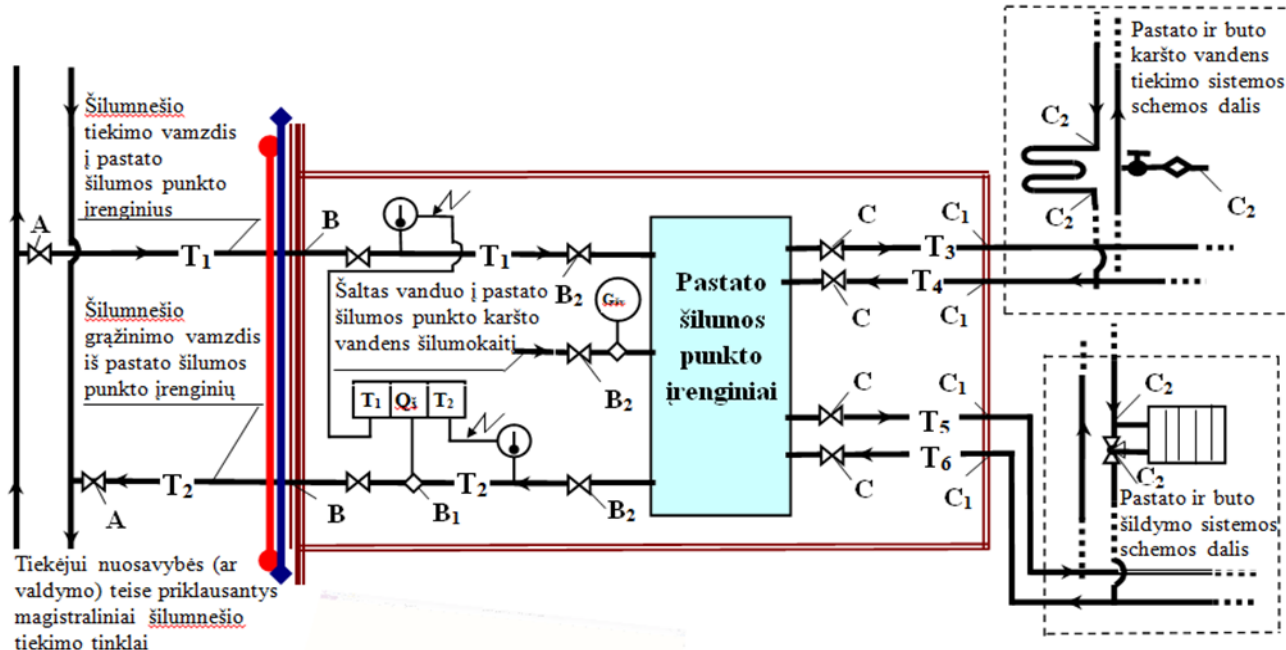 Šilumnešio
tiekimo vamzdis
į pastato
šilumos punkto
įrenginius
A
T1
B
T1
B2
Šilumnešio
grąžinimo vamzdis
iš pastato šilumos
punkto įrenginių
A
T2
B
B1
T2
B2
Šaltas vanduo į pastato
šilumos punkto karšto
vandens šilumokaitį
B2
T1 Qš T2
Pastato
šilumos
punkto
įrenginiai
C
C1
T3
T4
C
C1
C
C1
T5
T6
C
C1
Pastato ir buto
karšto vandens
tiekimo sistemos
schemos dalis
C2
C2
C2
C2
C2
Pastato ir buto
šildymo sistemos
schemos dalis
Tiekėjui nuosavybės (ar
valdymo) teise priklausantys
magistraliniai šilumnešio
tiekimo tinklai